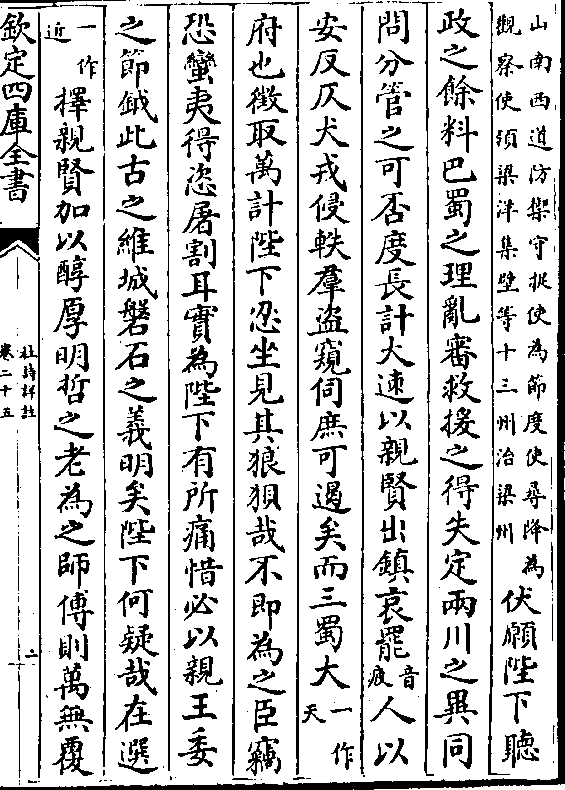 山南西道防禦守捉使為節度使尋降為
觀察使領梁洋集壁等十三州治梁州
伏願陛下聽
政之餘料巴蜀之理亂審救援之得失定兩川之異同
問分管之可否度長計大速以親賢出鎮哀罷音疲人以
安反仄犬戎侵軼羣盜窺伺庶可遏矣而三蜀大一作天
府也徵取萬計陛下忍坐見其狼狽哉不即為之臣竊
恐蠻夷得恣屠割耳實為陛下有所痛惜必以親王委
之節鉞此古之維城磐石之義明矣陛下何疑哉在選
一作近擇親賢加以醇厚明哲之老為之師傅則萬無覆
欽定四庫全書
杜詩詳註
卷二十五
二